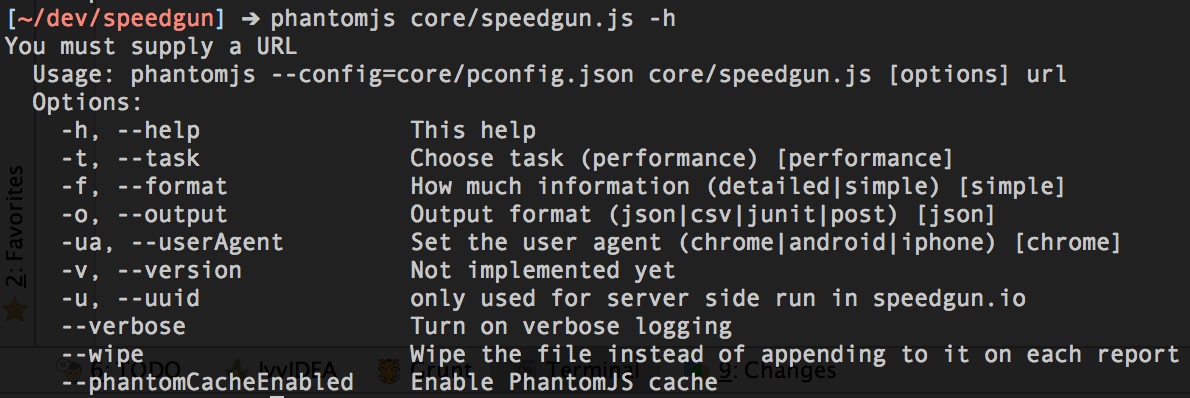 [~/dev/speedgun] ➔ phantomjs core/speedgun.js -h
You must supply a URL
Usage: phantomjs --config=core/pconfig.json core/speedgun.js [options] url
Options:
-h, --help This help
-t, --task Choose task (performance) [performance]
-f, --format How much information (detailed|simple) [simple]
-o, --output Output format (json|csv|junit|post) [json]
-ua, --userAgent Set the user agent (chrome|android|iphone) [chrome]
-v, --version Not implemented yet
-u, --uuid only used for server side run in speedgun.io
--verbose Turn on verbose logging
--wipe Wipe the file instead of appending to it on each report
--phantomCacheEnabled Enable PhantomJS cache
2: Favorites
6: TODO IvyIDEA Grunt Terminal 9: Changes